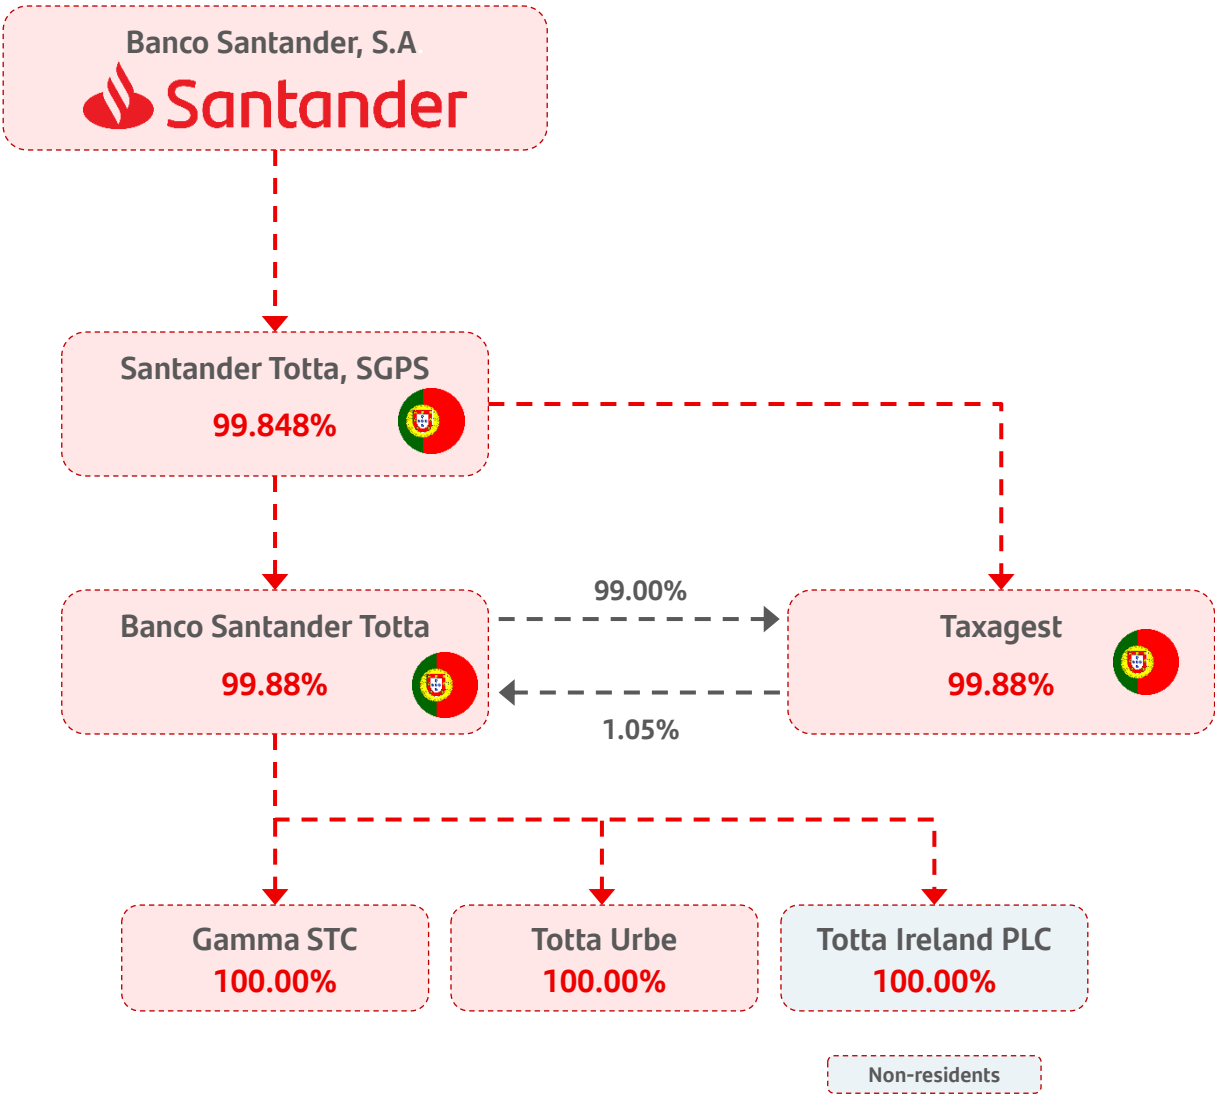 Banco Santander, S.A.
Santander
Santander Totta, SGPS
99.848%
99.00%
Banco Santander Totta
99.88%
Taxagest
99.88%
1.05%
Gamma STC
100.00%
Totta Urbe
100.00%
Totta Ireland PLC
100.00%
Non-residents